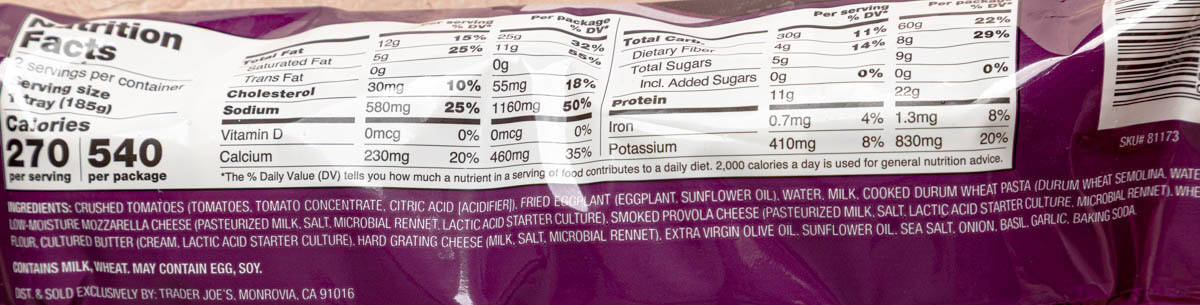 Nutrition
Facts
2 servings per container
Serving size
1 tray (185g)
Calories
270 540
per serving per package
Per serving Per package
% DV* % DV*
Total Fat 12g 15% 25g 32%
Saturated Fat 5g 25% 11g 55%
Trans Fat 0g 0g
Cholesterol 30mg 10% 55mg 18%
Sodium 580mg 25% 1160mg 50%
Vitamin D 0mcg 0% 0mcg 0%
Calcium 230mg 20% 460mg 35%
Per serving Per package
% DV* % DV*
Total Carb. 30g 11% 60g 22%
Dietary Fiber 4g 14% 8g 29%
Total Sugars 5g 9g
Incl. Added Sugars 0g 0% 0g 0%
Protein 11g 22g
Iron 0.7mg 4% 1.3mg 8%
Potassium 410mg 8% 830mg 20%
*The % Daily Value (DV) tells you how much a nutrient in a serving of food contributes to a daily diet. 2,000 calories a day is used for general nutrition advice.
SKU# 81173
INGREDIENTS: CRUSHED TOMATOES (TOMATOES, TOMATO CONCENTRATE, CITRIC ACID [ACIDIFIER]), FRIED EGGPLANT (EGGPLANT, SUNFLOWER OIL), WATER, MILK, COOKED DURUM WHEAT PASTA (DURUM WHEAT SEMOLINA, WATE
LOW-MOISTURE MOZZARELLA CHEESE (PASTEURIZED MILK, SALT, MICROBIAL RENNET, LACTIC ACID STARTER CULTURE), SMOKED PROVOLA CHEESE (PASTEURIZED MILK, SALT, LACTIC ACID STARTER CULTURE, MICROBIAL RENNET), WHE
FLOUR, CULTURED BUTTER (CREAM, LACTIC ACID STARTER CULTURE), HARD GRATING CHEESE (MILK, SALT, MICROBIAL RENNET), EXTRA VIRGIN OLIVE OIL, SUNFLOWER OIL, SEA SALT, ONION, BASIL, GARLIC, BAKING SODA.
CONTAINS MILK, WHEAT. MAY CONTAIN EGG, SOY.
DIST. & SOLD EXCLUSIVELY BY: TRADER JOE'S, MONROVIA, CA 91016